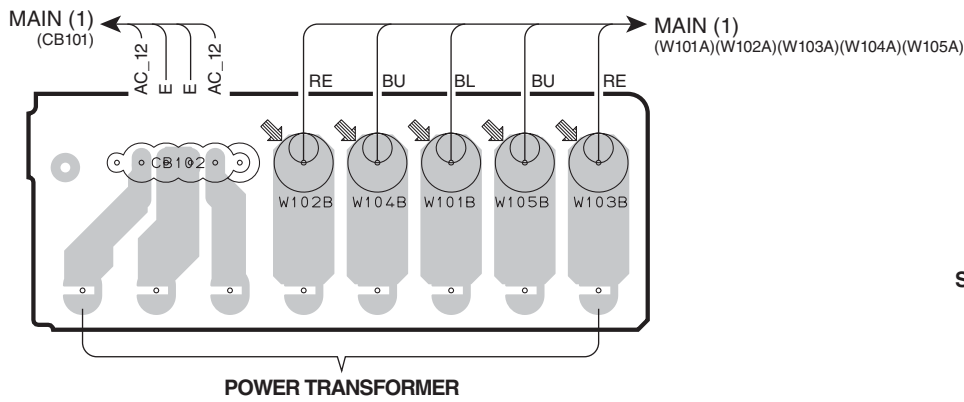 MAIN (1)
(CB101)
AC_12
E
E
AC_12
MAIN (1)
(W101A)(W102A)(W103A)(W104A)(W105A)
RE
BU
BL
BU
RE
CB102
W102B
W104B
W101B
W105B
W103B
S
POWER TRANSFORMER